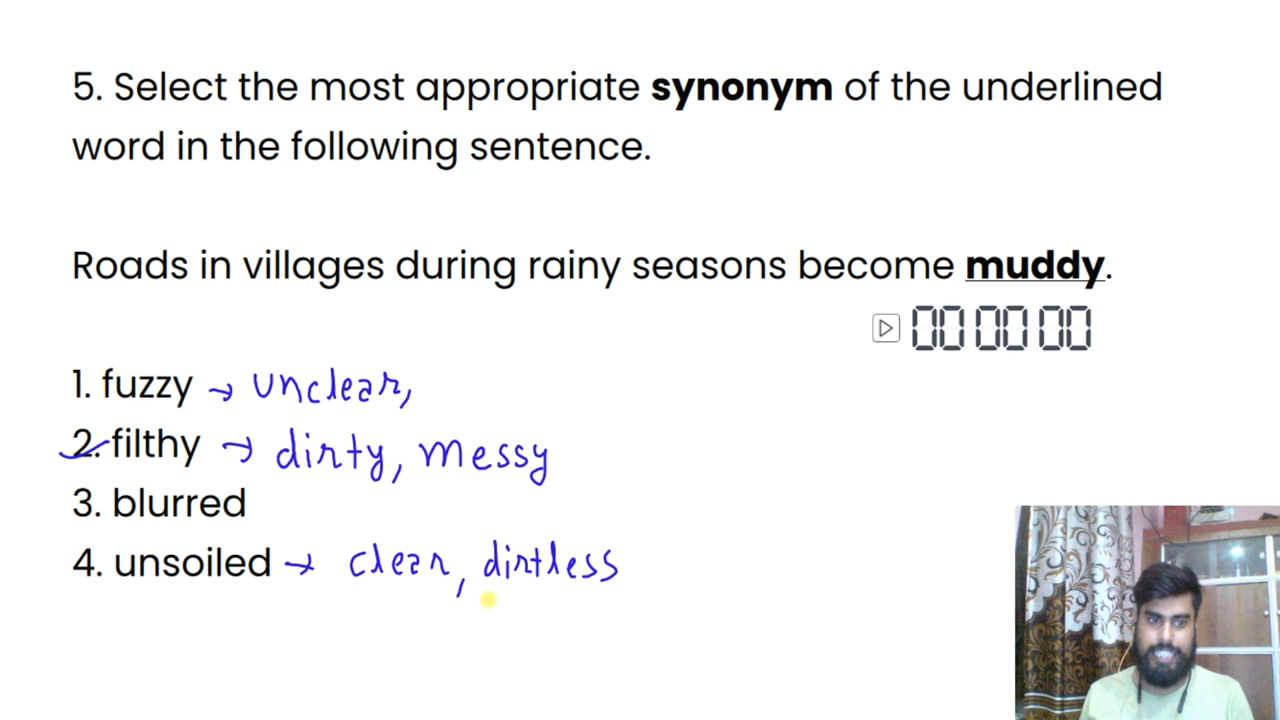 5. Select the most appropriate synonym of the underlined
word in the following sentence.
Roads in villages during rainy seasons become muddy.
00 00 00
1. fuzzy → unclear,
2. filthy → dirty, messy
3. blurred
4. unsoiled → clear, dirtless